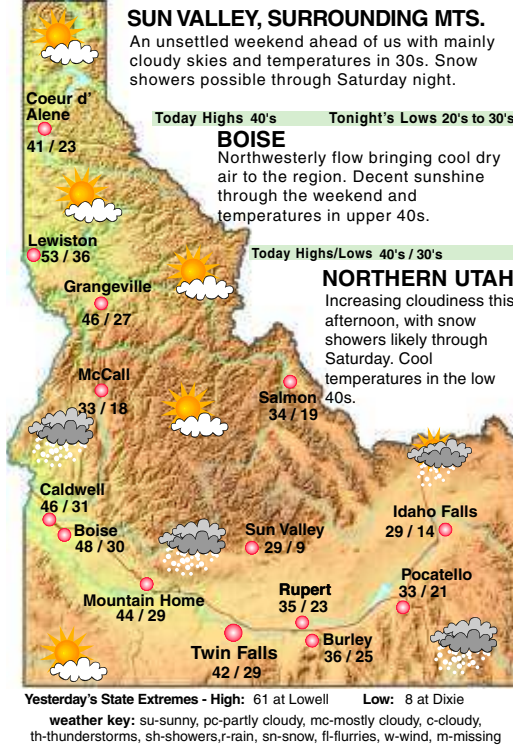 SUN VALLEY, SURROUNDING MTS.
An unsettled weekend ahead of us with mainly
cloudy skies and temperatures in 30s. Snow
showers possible through Saturday night.
Today Highs 40's Tonight's Lows 20's to 30's
BOISE
Northwesterly flow bringing cool dry
air to the region. Decent sunshine
through the weekend and
temperatures in upper 40s.
Today Highs/Lows 40's / 30's
NORTHERN UTAH
Increasing cloudiness this
afternoon, with snow
showers likely through
Saturday. Cool
temperatures in the low
40s.
Coeur d'
Alene
41 / 23
Lewiston
53 / 36
Grangeville
46 / 27
McCall
33 / 18
Salmon
34 / 19
Caldwell
46 / 31
Boise
48 / 30
Sun Valley
29 / 9
Idaho Falls
29 / 14
Mountain Home
44 / 29
Rupert
35 / 23
Pocatello
33 / 21
Twin Falls
42 / 29
Burley
36 / 25
Yesterday's State Extremes - High: 61 at Lowell Low: 8 at Dixie
weather key: su-sunny, pc-partly cloudy, mc-mostly cloudy, c-cloudy,
th-thunderstorms, sh-showers,r-rain, sn-snow, fl-flurries, w-wind, m-missing